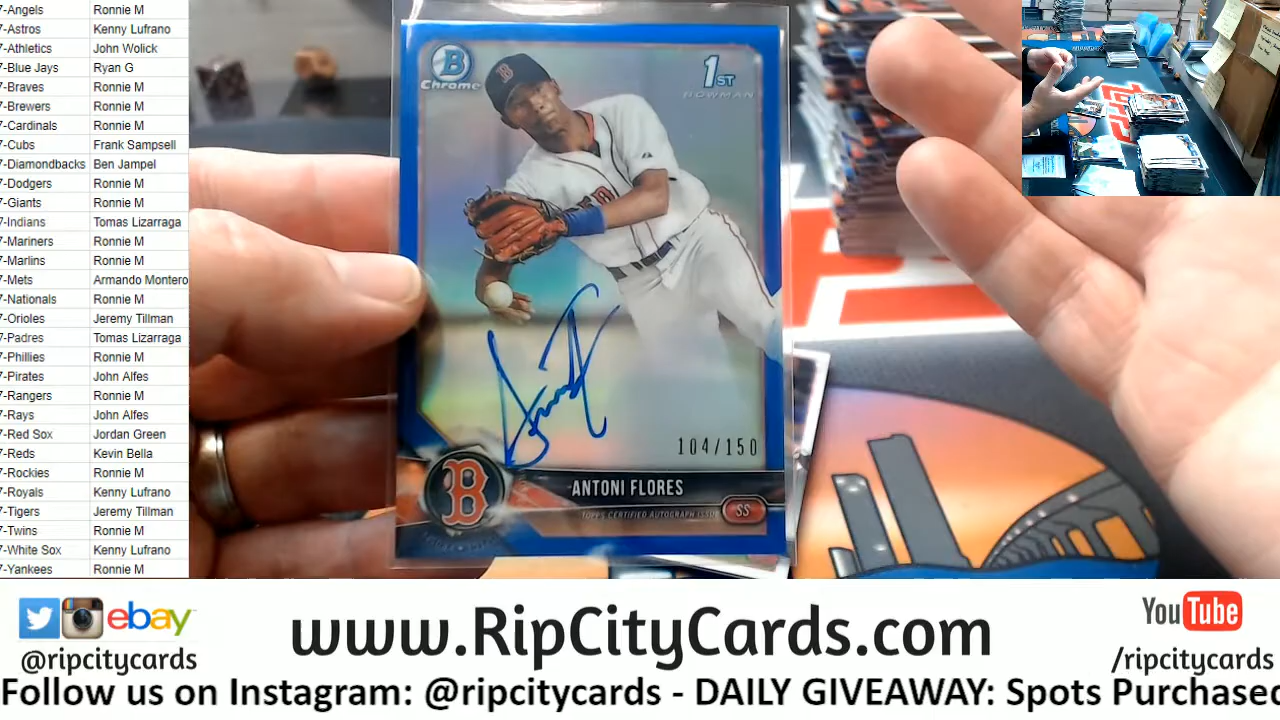 7-Angels Ronnie M
7-Astros Kenny Lufrano
7-Athletics John Wolick
7-Blue Jays Ryan G
7-Braves Ronnie M
7-Brewers Ronnie M
7-Cardinals Ronnie M
7-Cubs Frank Sampsell
7-Diamondbacks Ben Jampel
7-Dodgers Ronnie M
7-Giants Ronnie M
7-Indians Tomas Lizarraga
7-Mariners Ronnie M
7-Marlins Ronnie M
7-Mets Armando Montero
7-Nationals Ronnie M
7-Orioles Jeremy Tillman
7-Padres Tomas Lizarraga
7-Phillies Ronnie M
7-Pirates John Alfes
7-Rangers Ronnie M
7-Rays John Alfes
7-Red Sox Jordan Green
7-Reds Kevin Bella
7-Rockies Ronnie M
7-Royals Kenny Lufrano
7-Tigers Jeremy Tillman
7-Twins Ronnie M
7-White Sox Kenny Lufrano
7-Yankees Ronnie M
B
Chrome
1ST
BOWMAN
B
104/150
B
ANTONI FLORES
TOPPS CERTIFIED AUTOGRAPH ISSUE
SS
ebay
@ripcitycards
www.RipCityCards.com
YouTube
/ripcitycards
Follow us on Instagram: @ripcitycards - DAILY GIVEAWAY: Spots Purchased